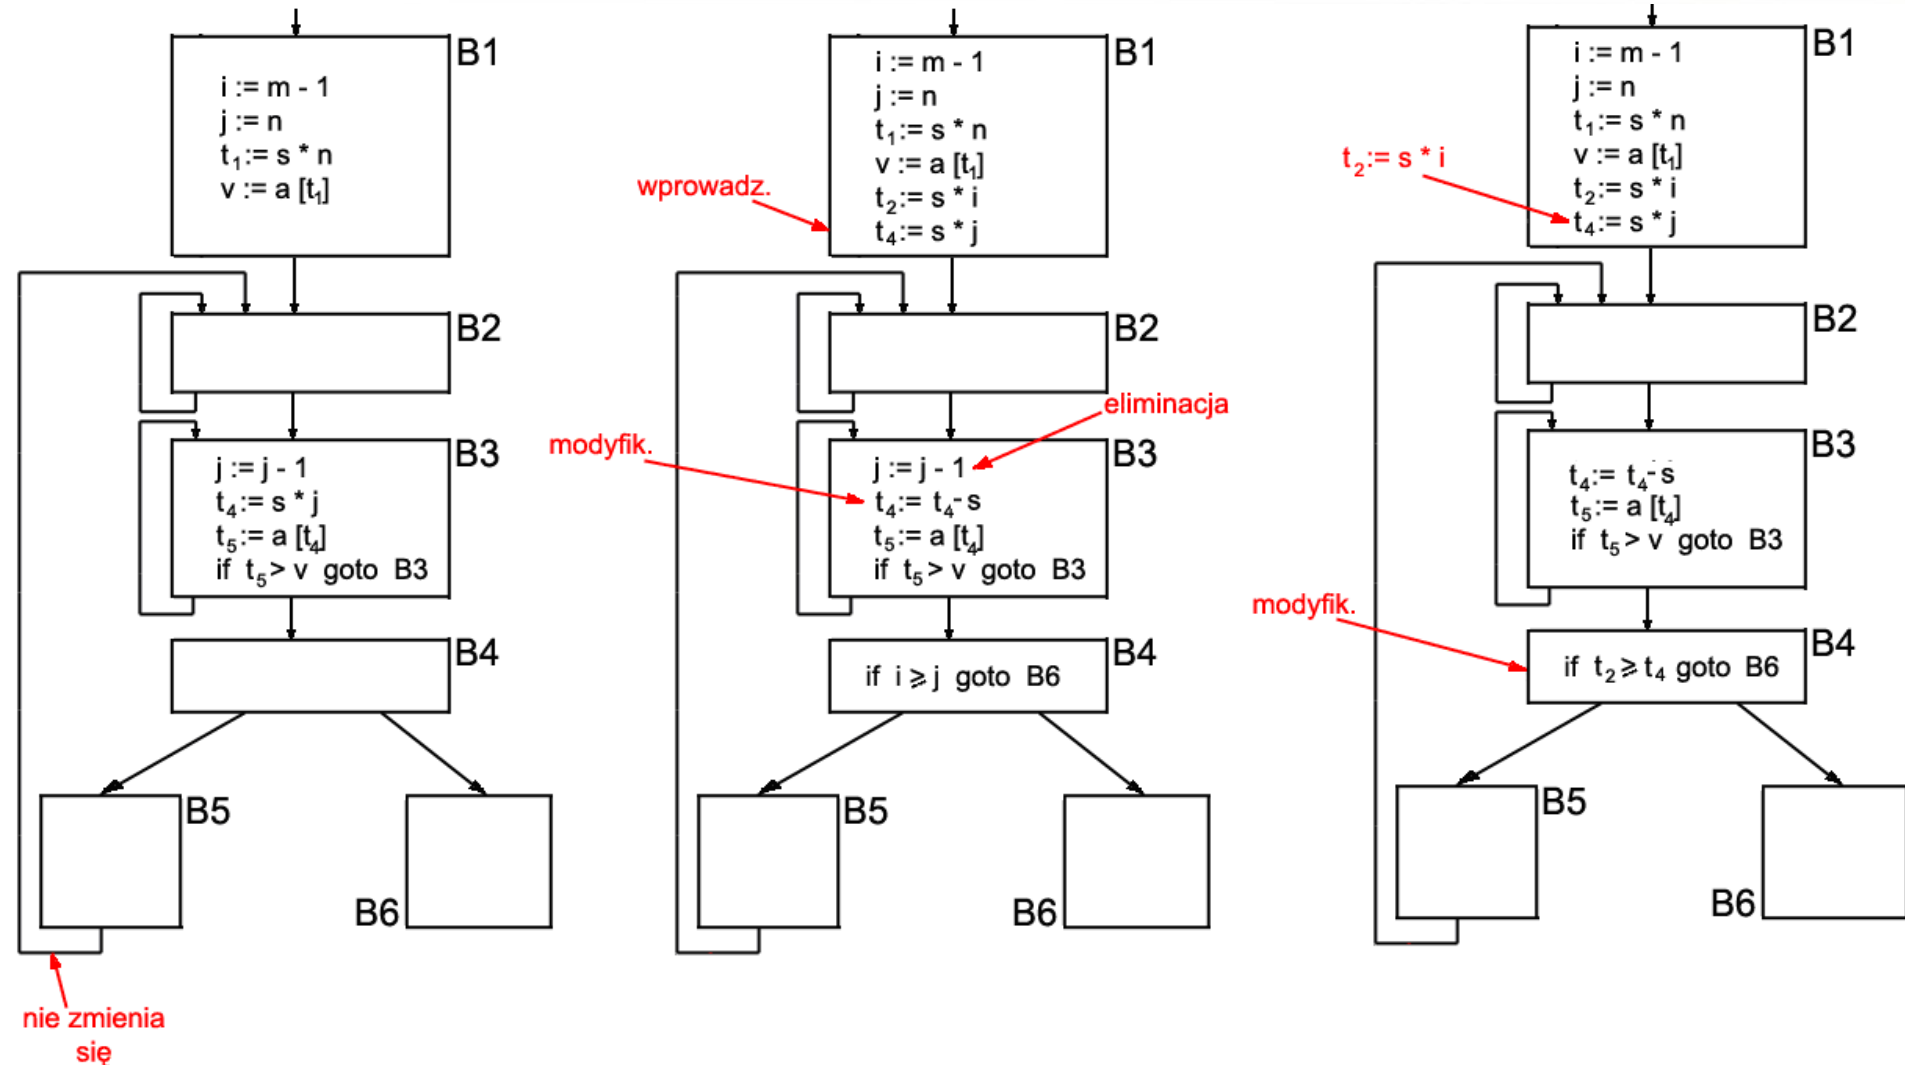 B1
i := m - 1
j := n
t₁:= s * n
v := a [t₁]
B2
B3
j := j - 1
t₄:= s * j
t₅:= a [t₄]
if t₅> v goto B3
B4
B5
B6
nie zmienia
się
B1
i := m - 1
j := n
t₁:= s * n
v := a [t₁]
t₂:= s * i
t₄:= s * j
wprowadz.
B2
eliminacja
modyfik.
B3
j := j - 1
t₄:= t₄-s
t₅:= a [t₄]
if t₅> v goto B3
B4
if i ⩾ j goto B6
B5
B6
B1
i := m - 1
j := n
t₁:= s * n
v := a [t₁]
t₂:= s * i
t₄:= s * j
t₂:= s * i
B2
B3
t₄:= t₄-s
t₅:= a [t₄]
if t₅> v goto B3
modyfik.
B4
if t₂⩾ t₄ goto B6
B5
B6